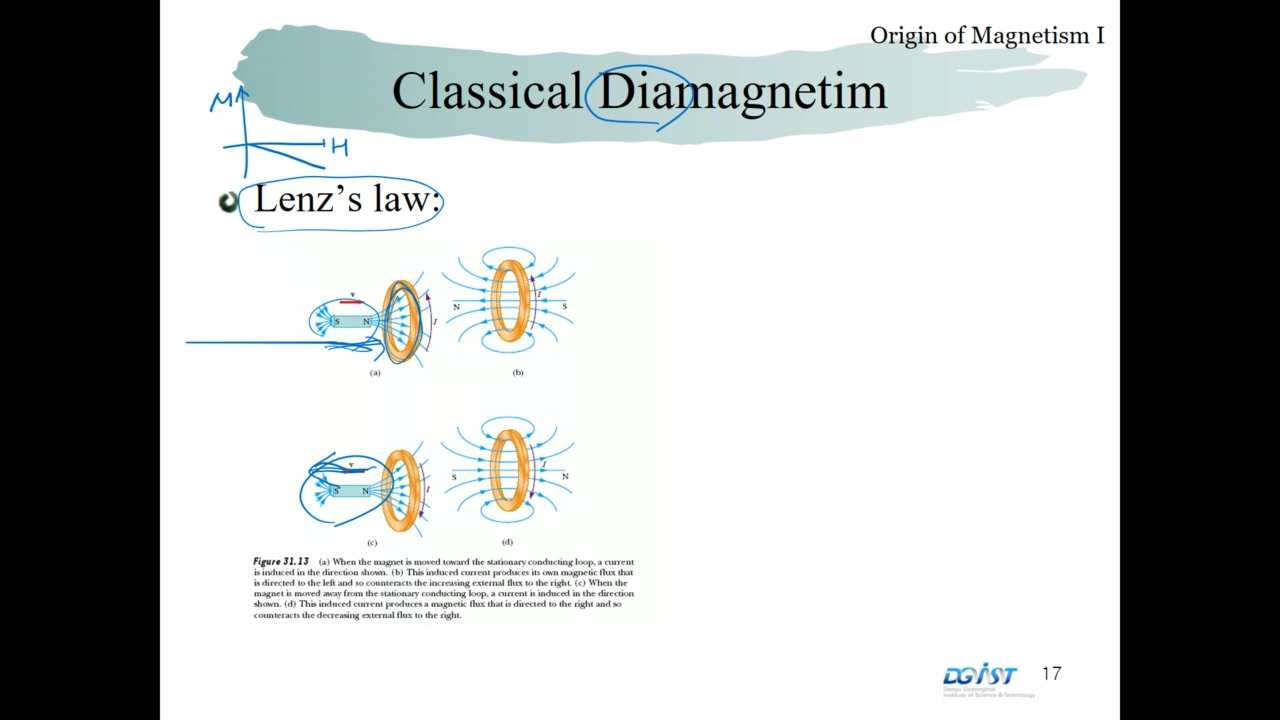 Origin of Magnetism I
Classical Diamagnetim
M
H
Lenz's law:
v
S N
I
(a)
N
I
S
(b)
v
S N
I
(c)
S
I
N
(d)
Figure 31.13 (a) When the magnet is moved toward the stationary conducting loop, a current
is induced in the direction shown. (b) This induced current produces its own magnetic flux that
is directed to the left and so counteracts the increasing external flux to the right. (c) When the
magnet is moved away from the stationary conducting loop, a current is induced in the direction
shown. (d) This induced current produces a magnetic flux that is directed to the right and so
counteracts the decreasing external flux to the right.
DGIST
Daegu Gyeongbuk
Institute of Science & Technology
17